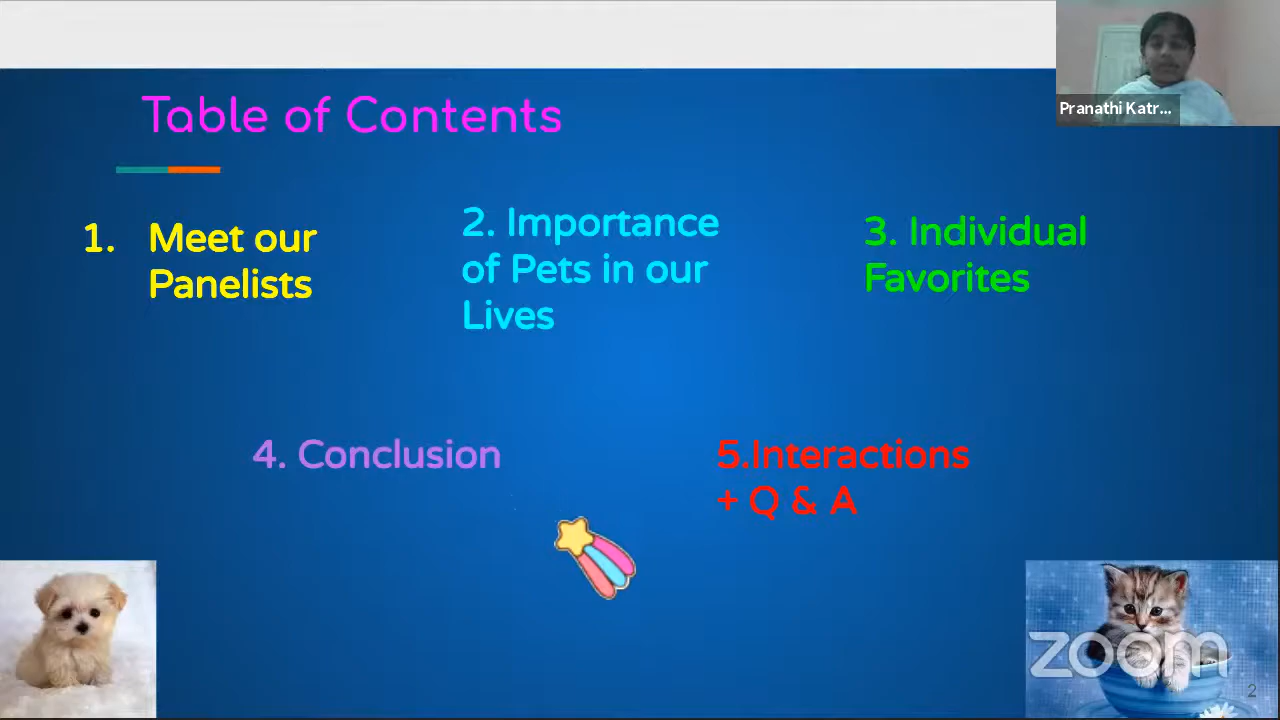 Pranathi Katr...
Table of Contents
1. Meet our
Panelists
2. Importance
of Pets in our
Lives
3. Individual
Favorites
4. Conclusion
5.Interactions
+ Q & A
zoom
2